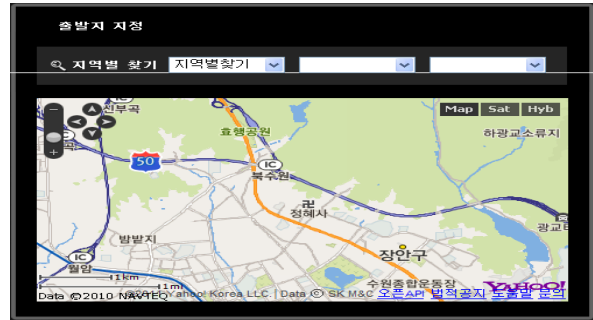 출발지 지정
지역별 찾기 지역별찾기
신부곡
효행공원
Map Sat Hyb
하광교소류지
50
IC
북수원
卍
정혜사
광교
밤밭지
장안구
IC
월암
수원종합운동장
1km
1mi
YAHOO!
Data ©2010 NAVTEQ Yahoo! Korea LLC. | Data © SK M&C 오픈API 법적공지 도움말 문의